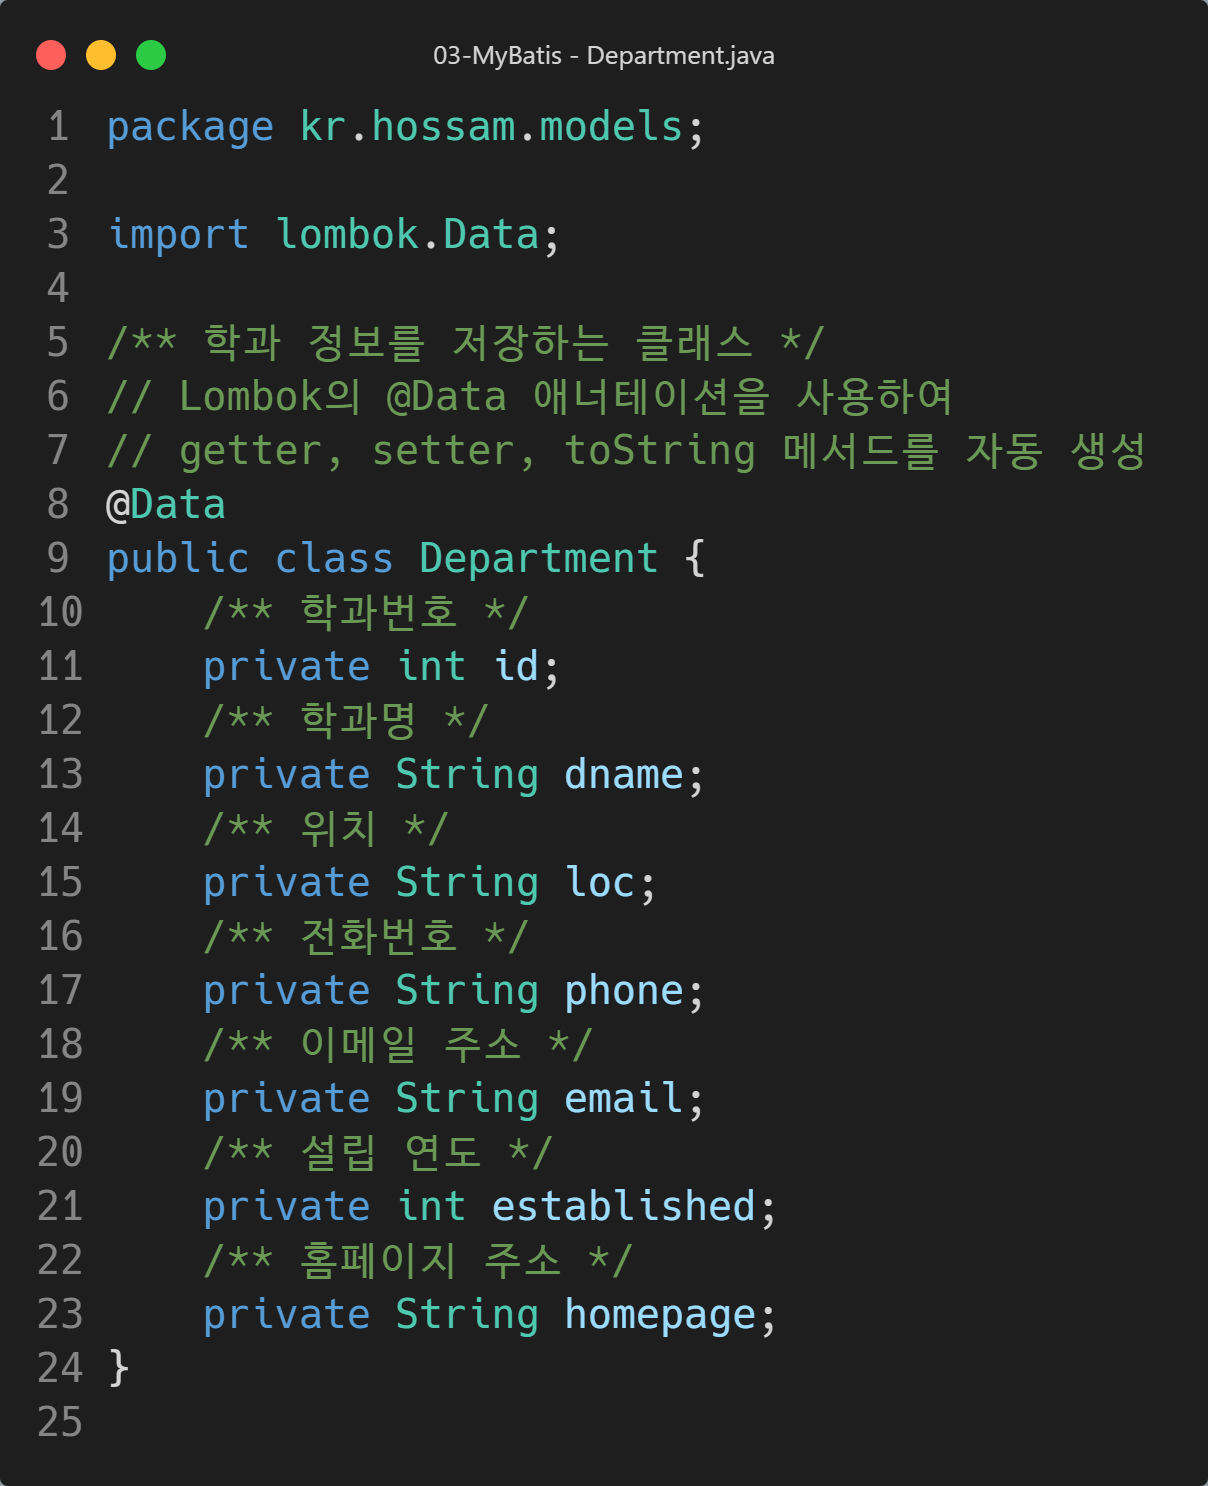 03-MyBatis - Department.java
1 package kr.hossam.models;
2
3 import lombok.Data;
4
5 /** 학과 정보를 저장하는 클래스 */
6 // Lombok의 @Data 애너테이션을 사용하여
7 // getter, setter, toString 메서드를 자동 생성
8 @Data
9 public class Department {
10     /** 학과번호 */
11     private int id;
12     /** 학과명 */
13     private String dname;
14     /** 위치 */
15     private String loc;
16     /** 전화번호 */
17     private String phone;
18     /** 이메일 주소 */
19     private String email;
20     /** 설립 연도 */
21     private int established;
22     /** 홈페이지 주소 */
23     private String homepage;
24 }
25